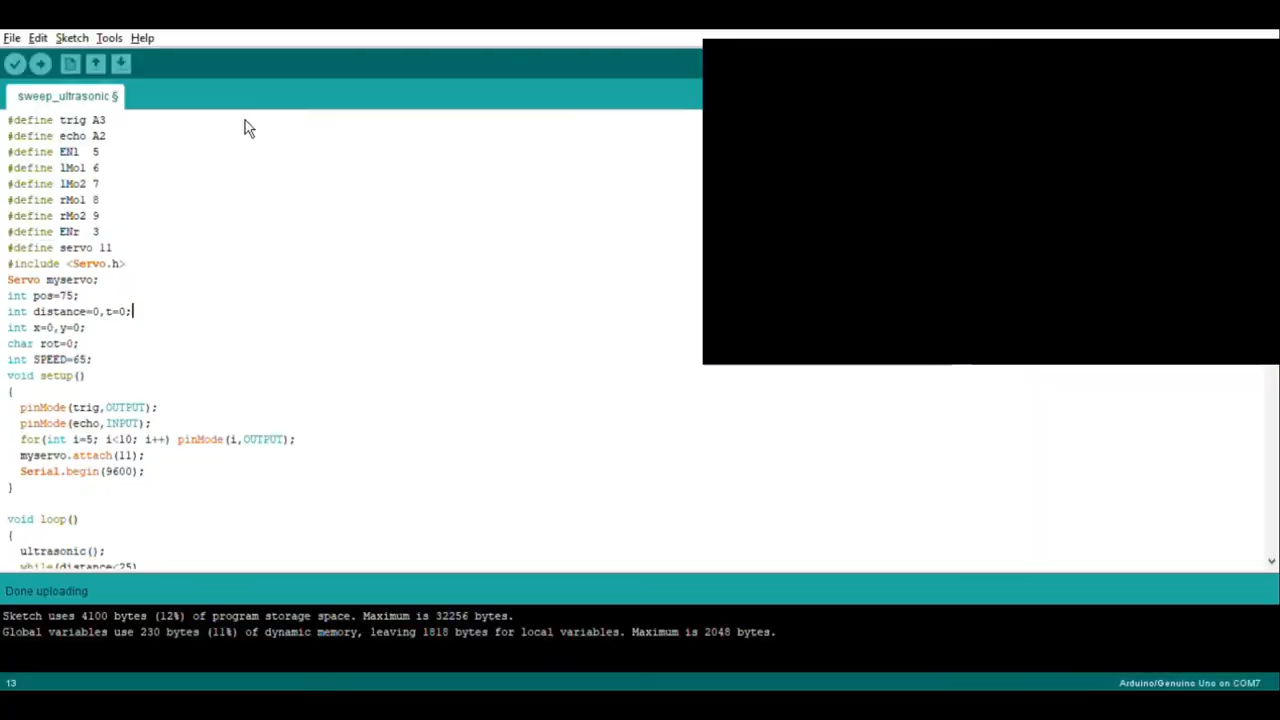 File Edit Sketch Tools Help
sweep_ultrasonic §
#define trig A3
#define echo A2
#define ENl 5
#define lMo1 6
#define lMo2 7
#define rMo1 8
#define rMo2 9
#define ENr 3
#define servo 11
#include <Servo.h>
Servo myservo;
int pos=75;
int distance=0,t=0;
int x=0,y=0;
char rot=0;
int SPEED=65;
void setup()
{
pinMode(trig,OUTPUT);
pinMode(echo,INPUT);
for(int i=5; i<10; i++) pinMode(i,OUTPUT);
myservo.attach(11);
Serial.begin(9600);
}
void loop()
{
ultrasonic();
while(distance<25)
Done uploading
Sketch uses 4100 bytes (12%) of program storage space. Maximum is 32256 bytes.
Global variables use 230 bytes (11%) of dynamic memory, leaving 1818 bytes for local variables. Maximum is 2048 bytes.
13
Arduino/Genuino Uno on COM7